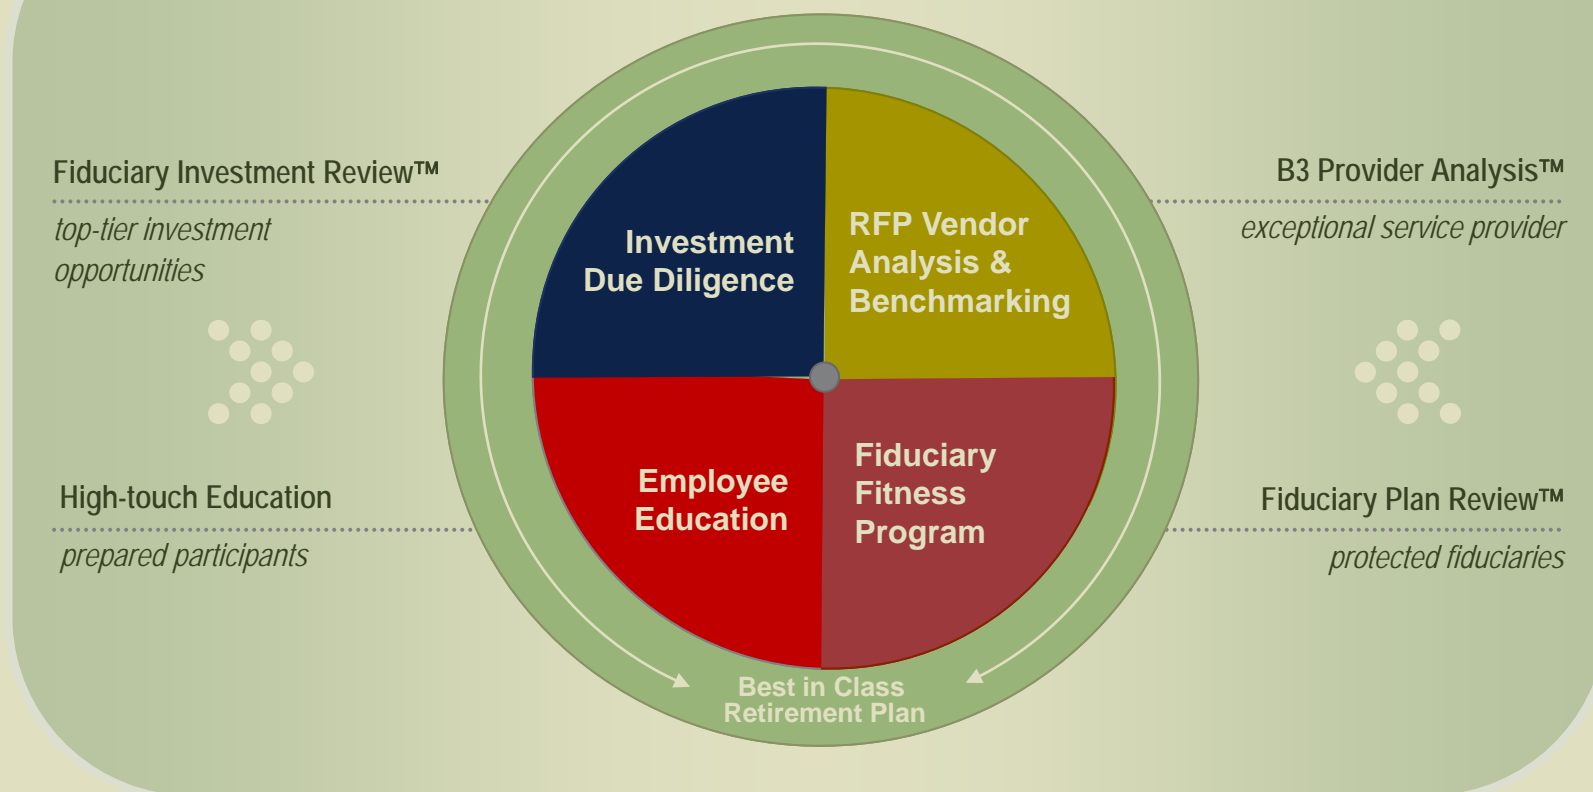 Fiduciary Investment Review™
top-tier investment
opportunities
Investment
Due Diligence
RFP Vendor
Analysis &
Benchmarking
B3 Provider Analysis™
exceptional service provider
High-touch Education
prepared participants
Employee
Education
Fiduciary
Fitness
Program
Fiduciary Plan Review™
protected fiduciaries
Best in Class
Retirement Plan